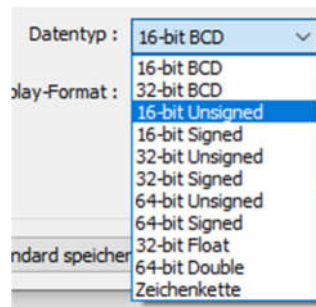 Datentyp : 16-bit BCD
16-bit BCD
32-bit BCD
play-Format :
16-bit Unsigned
16-bit Signed
32-bit Unsigned
32-bit Signed
64-bit Unsigned
64-bit Signed
32-bit Float
ndard speicher
64-bit Double
Zeichenkette